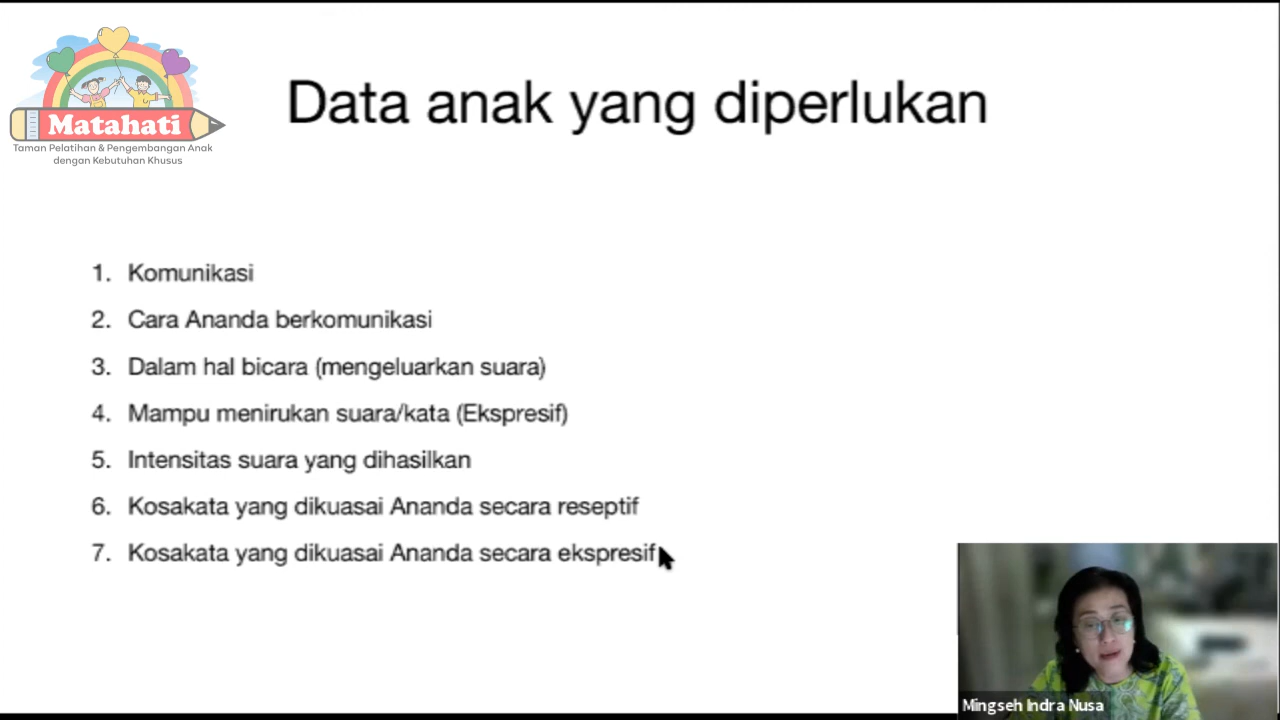 Matahati
Taman Pelatihan & Pengembangan Anak
dengan Kebutuhan Khusus
Data anak yang diperlukan
1. Komunikasi
2. Cara Ananda berkomunikasi
3. Dalam hal bicara (mengeluarkan suara)
4. Mampu menirukan suara/kata (Ekspresif)
5. Intensitas suara yang dihasilkan
6. Kosakata yang dikuasai Ananda secara reseptif
7. Kosakata yang dikuasai Ananda secara ekspresif
Mingseh Indra Nusa